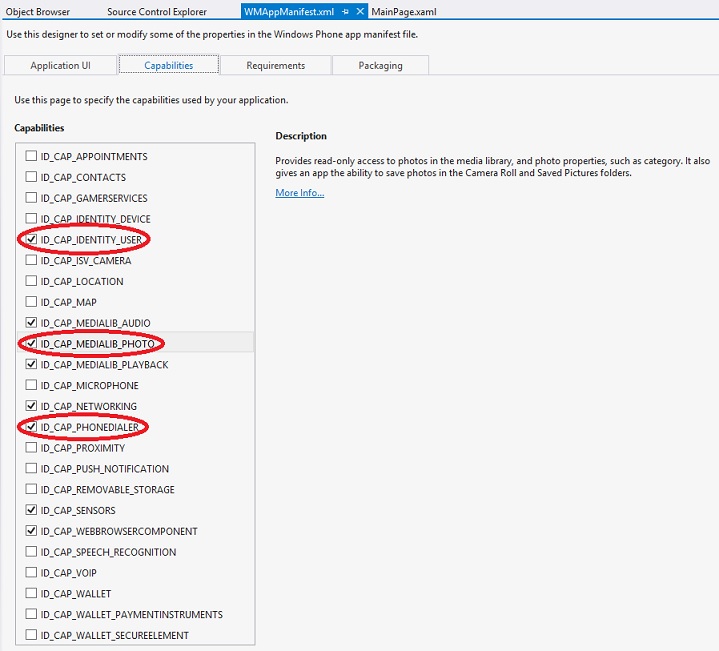 Object Browser Source Control Explorer WMAppManifest.xml MainPage.xaml
Use this designer to set or modify some of the properties in the Windows Phone app manifest file.
Application UI Capabilities Requirements Packaging
Use this page to specify the capabilities used by your application.
Capabilities
ID_CAP_APPOINTMENTS
ID_CAP_CONTACTS
ID_CAP_GAMERSERVICES
ID_CAP_IDENTITY_DEVICE
ID_CAP_IDENTITY_USER
ID_CAP_ISV_CAMERA
ID_CAP_LOCATION
ID_CAP_MAP
ID_CAP_MEDIALIB_AUDIO
ID_CAP_MEDIALIB_PHOTO
ID_CAP_MEDIALIB_PLAYBACK
ID_CAP_MICROPHONE
ID_CAP_NETWORKING
ID_CAP_PHONEDIALER
ID_CAP_PROXIMITY
ID_CAP_PUSH_NOTIFICATION
ID_CAP_REMOVABLE_STORAGE
ID_CAP_SENSORS
ID_CAP_WEBBROWSERCOMPONENT
ID_CAP_SPEECH_RECOGNITION
ID_CAP_VOIP
ID_CAP_WALLET
ID_CAP_WALLET_PAYMENTINSTRUMENTS
ID_CAP_WALLET_SECUREELEMENT
Description
Provides read-only access to photos in the media library, and photo properties, such as category. It also
gives an app the ability to save photos in the Camera Roll and Saved Pictures folders.
More Info...